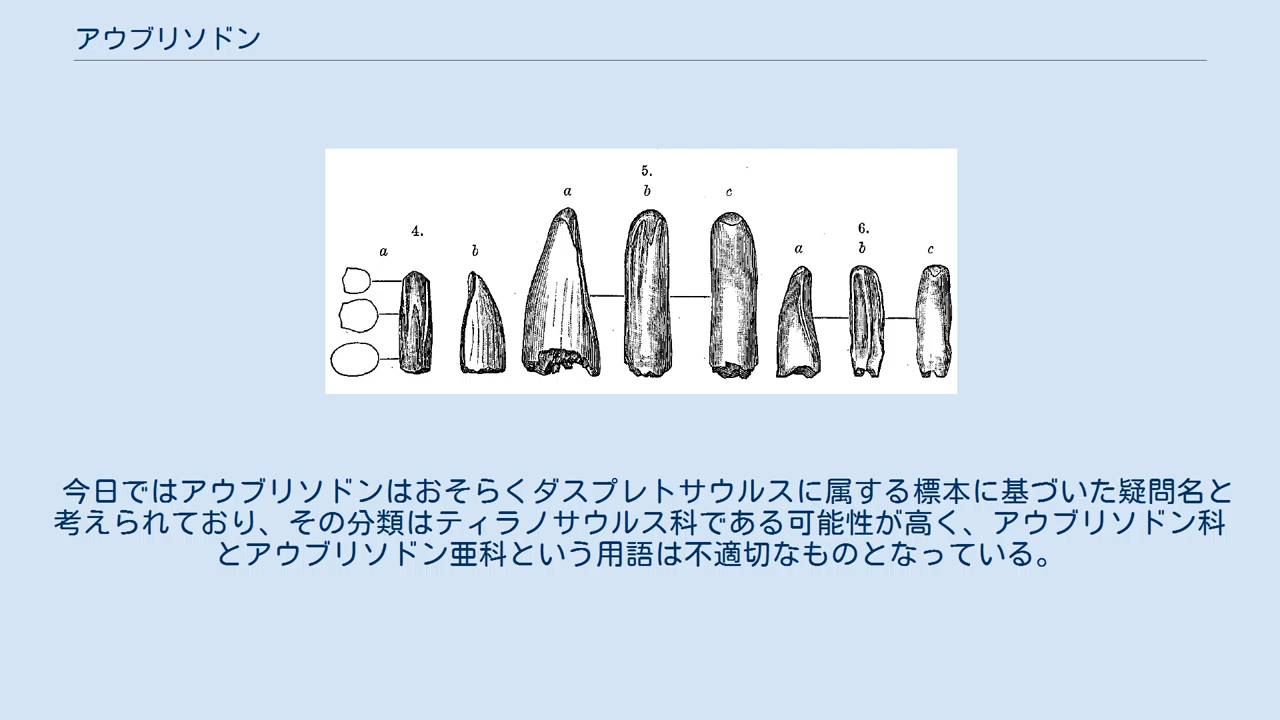 アウブリソドン
5.
a b c
4.
a b
6.
a b c
今日ではアウブリソドンはおそらくダスプレトサウルスに属する標本に基づいた疑問名と
考えられており、その分類はティラノサウルス科である可能性が高く、アウブリソドン科
とアウブリソドン亜科という用語は不適切なものとなっている。